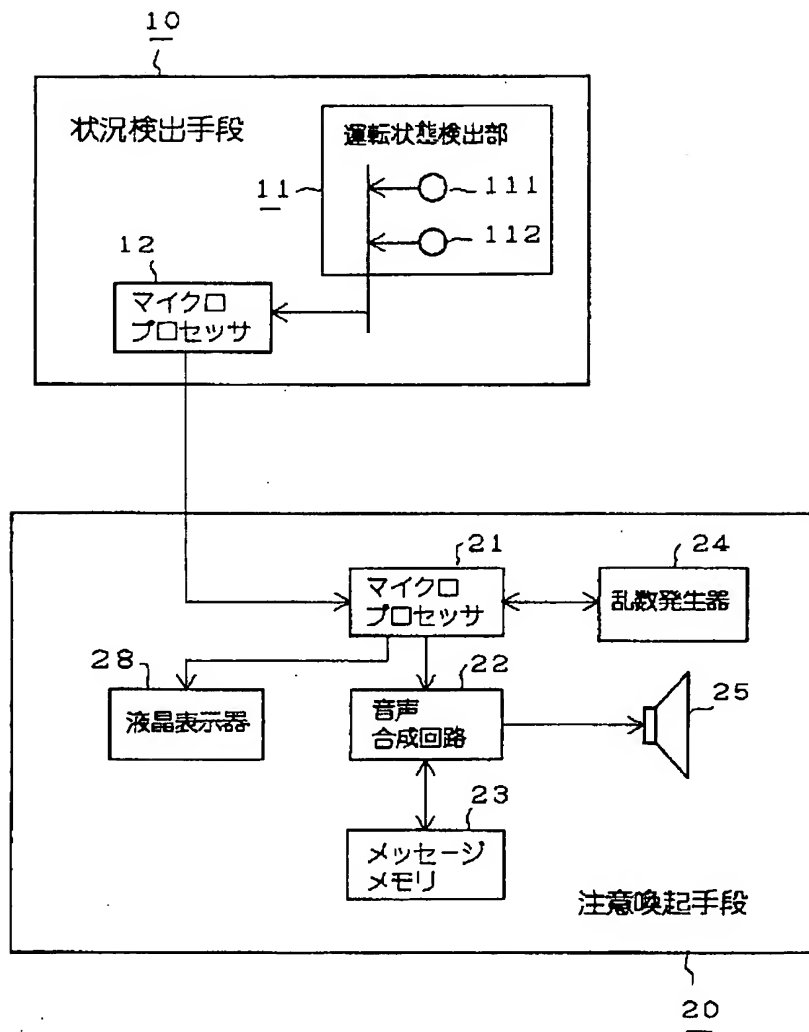 10
状況検出手段
運転状態検出部
11
111
112
12
マイクロ
プロセッサ
21
マイクロ
プロセッサ
24
乱数発生器
28
液晶表示器
22
音声
合成回路
25
23
メッセージ
メモリ
注意喚起手段
20